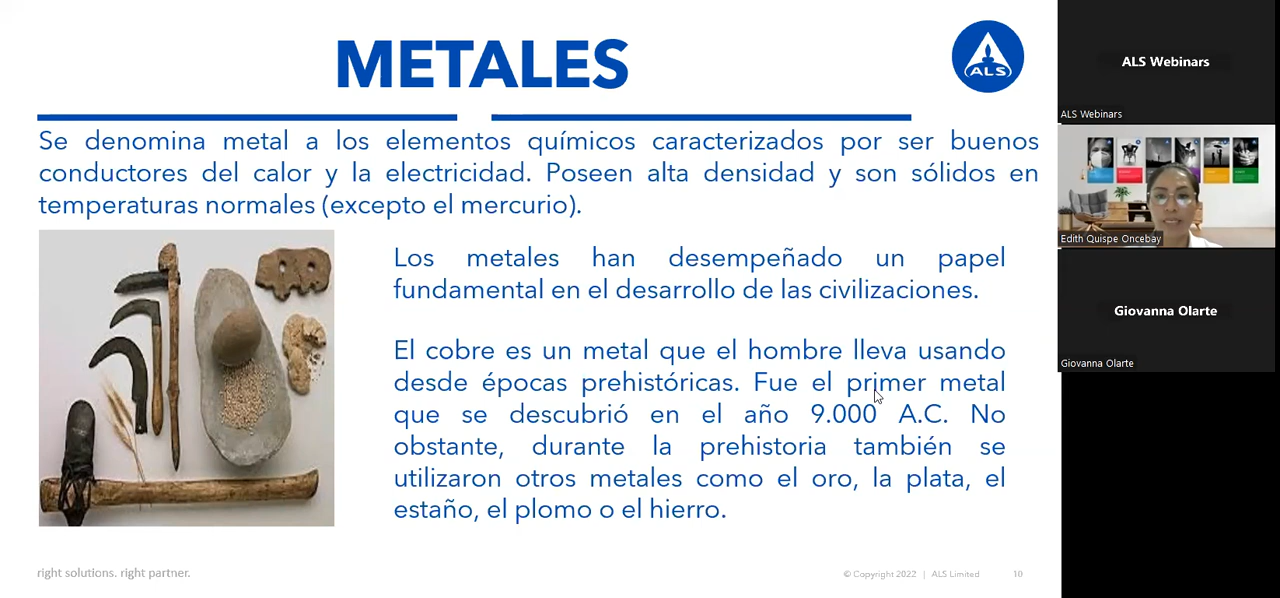 METALES
ALS
Se denomina metal a los elementos químicos caracterizados por ser buenos
conductores del calor y la electricidad. Poseen alta densidad y son sólidos en
temperaturas normales (excepto el mercurio).
Los metales han desempeñado un papel
fundamental en el desarrollo de las civilizaciones.
El cobre es un metal que el hombre lleva usando
desde épocas prehistóricas. Fue el primer metal
que se descubrió en el año 9.000 A.C. No
obstante, durante la prehistoria también se
utilizaron otros metales como el oro, la plata, el
estaño, el plomo o el hierro.
right solutions. right partner.
© Copyright 2022 | ALS Limited 10
ALS Webinars
ALS Webinars
Edith Quispe Oncebay
Giovanna Olarte
Giovanna Olarte